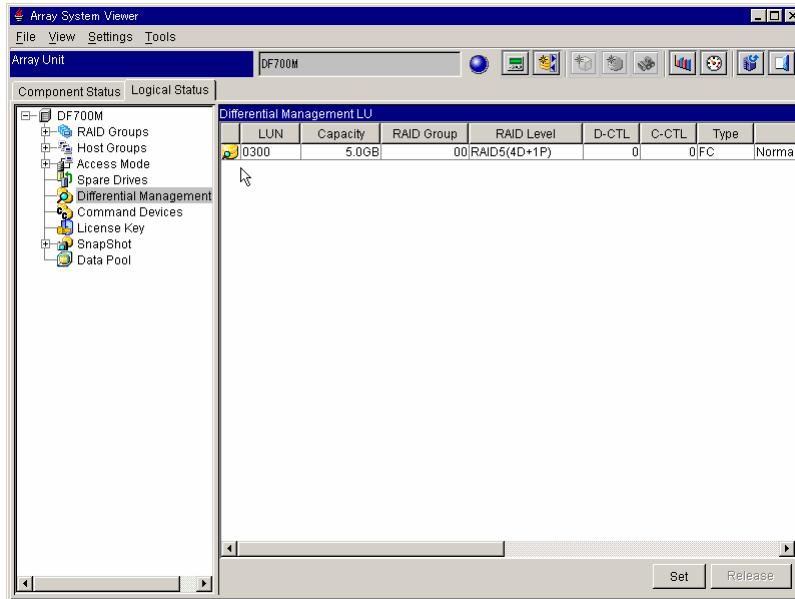 Array System Viewer
File View Settings Tools
Array Unit
DF700M
Component Status Logical Status
DF700M
RAID Groups
Host Groups
Access Mode
Spare Drives
Differential Management
Command Devices
License Key
SnapShot
Data Pool
Differential Management LU
LUN Capacity RAID Group RAID Level D-CTL C-CTL Type
0300 5.0GB 00 RAID5(4D+1P) 0 0 FC Norma
Set Release